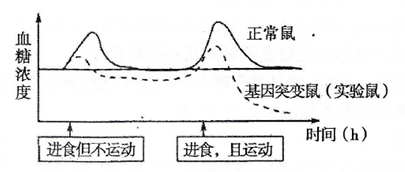 血糖浓度
正常鼠
基因突变鼠(实验鼠)
时间(h)
进食但不运动
进食,且运动